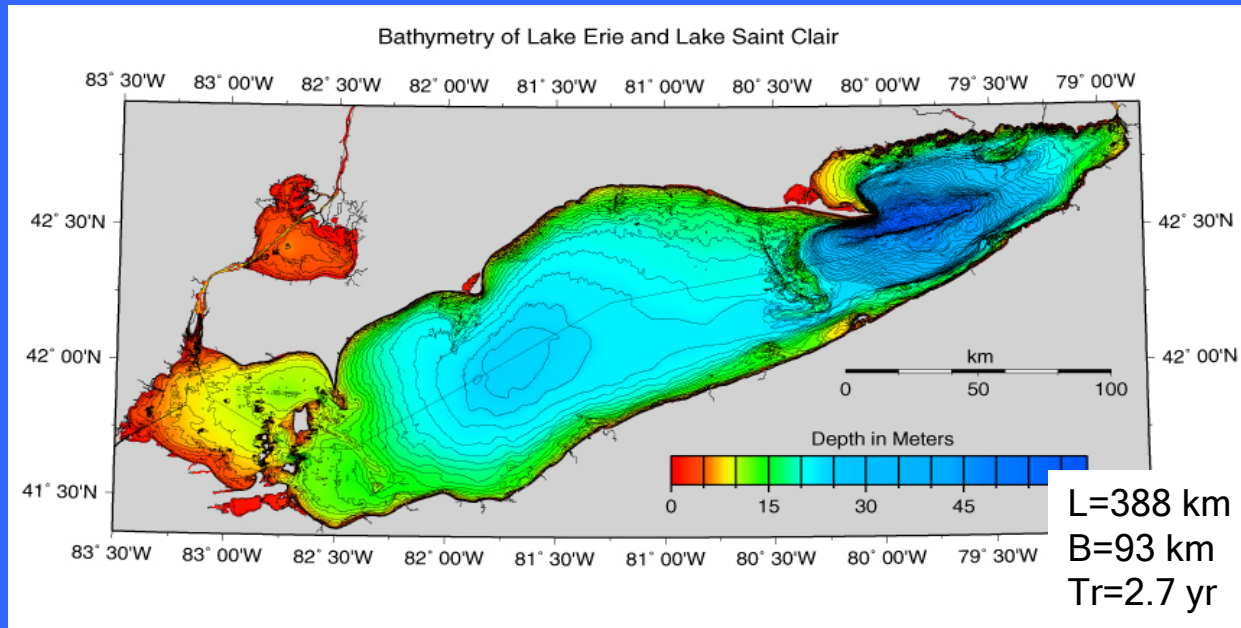 Bathymetry of Lake Erie and Lake Saint Clair
83° 30'W 83° 00'W 82° 30'W 82° 00'W 81° 30'W 81° 00'W 80° 30'W 80° 00'W 79° 30'W 79° 00'W
42° 30'N 42° 30'N
42° 00'N 42° 00'N
km
0 50 100
Depth in Meters
0 15 30 45
41° 30'N
83° 30'W 83° 00'W 82° 30'W 82° 00'W 81° 30'W 81° 00'W 80° 30'W 80° 00'W 79° 30'W
L=388 km
B=93 km
Tr=2.7 yr